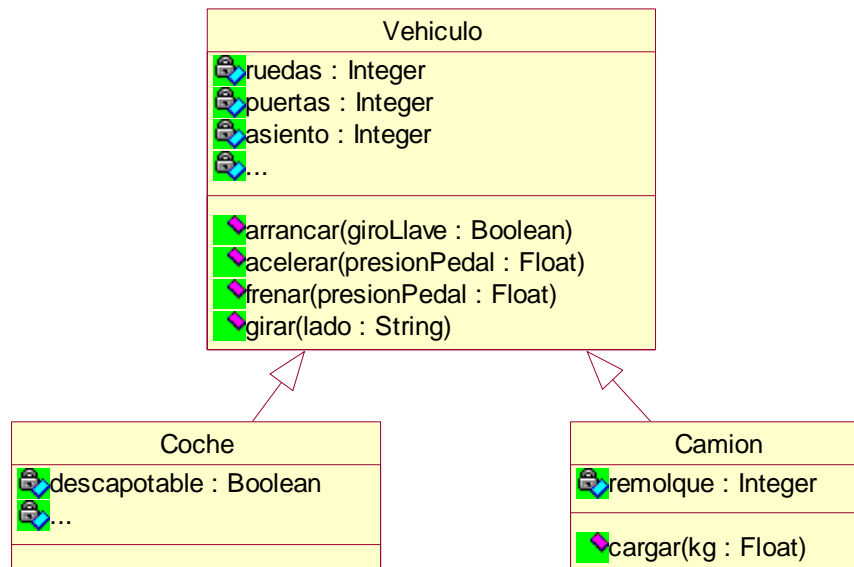 Vehiculo
ruedas : Integer
puertas : Integer
asiento : Integer
...
arrancar(giroLlave : Boolean)
acelerar(presionPedal : Float)
frenar(presionPedal : Float)
girar(lado : String)
Coche
descapotable : Boolean
...
Camion
remolque : Integer
cargar(kg : Float)